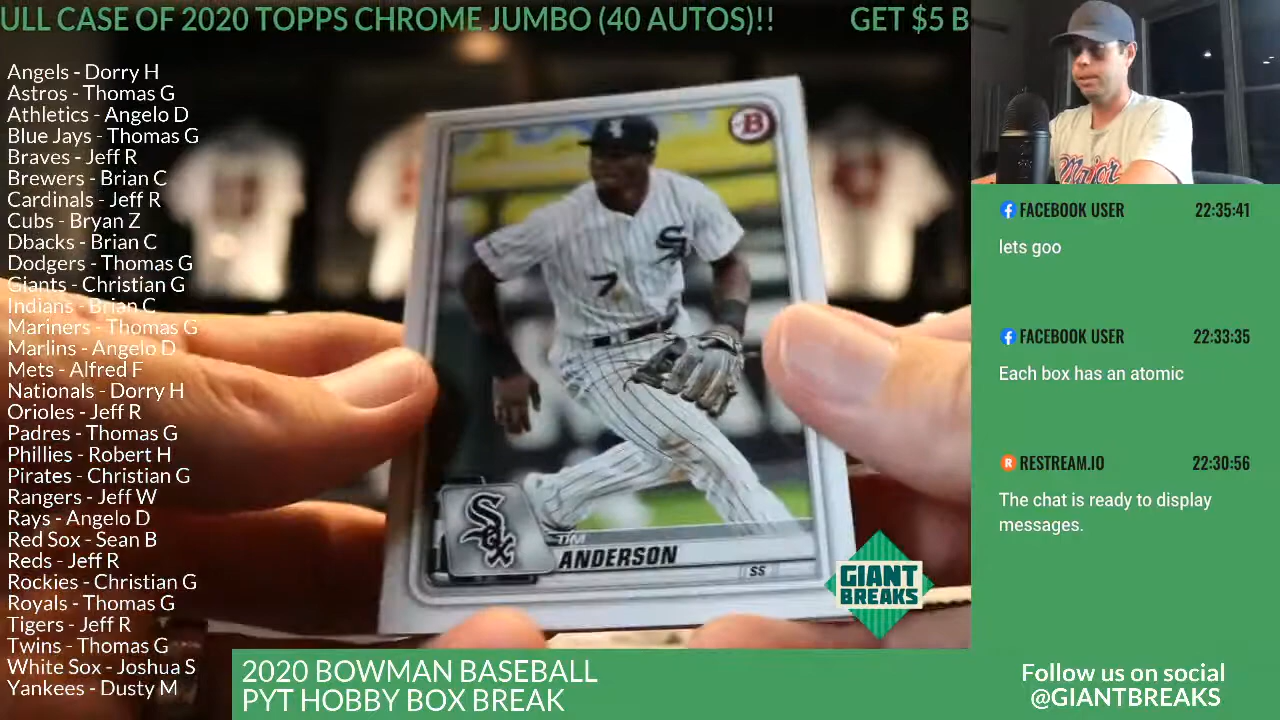 ULL CASE OF 2020 TOPPS CHROME JUMBO (40 AUTOS)!! GET $5 B
Angels - Dorry H
Astros - Thomas G
Athletics - Angelo D
Blue Jays - Thomas G
Braves - Jeff R
Brewers - Brian C
Cardinals - Jeff R
Cubs - Bryan Z
Dbacks - Brian C
Dodgers - Thomas G
Giants - Christian G
Indians - Brian C
Mariners - Thomas G
Marlins - Angelo D
Mets - Alfred F
Nationals - Dorry H
Orioles - Jeff R
Padres - Thomas G
Phillies - Robert H
Pirates - Christian G
Rangers - Jeff W
Rays - Angelo D
Red Sox - Sean B
Reds - Jeff R
Rockies - Christian G
Royals - Thomas G
Tigers - Jeff R
Twins - Thomas G
White Sox - Joshua S
Yankees - Dusty M
B
7
Sox
TIM
ANDERSON
SS
GIANT
BREAKS
2020 BOWMAN BASEBALL
PYT HOBBY BOX BREAK
Major
FACEBOOK USER 22:35:41
lets goo
FACEBOOK USER 22:33:35
Each box has an atomic
RESTREAM.IO 22:30:56
The chat is ready to display
messages.
Follow us on social
@GIANTBREAKS